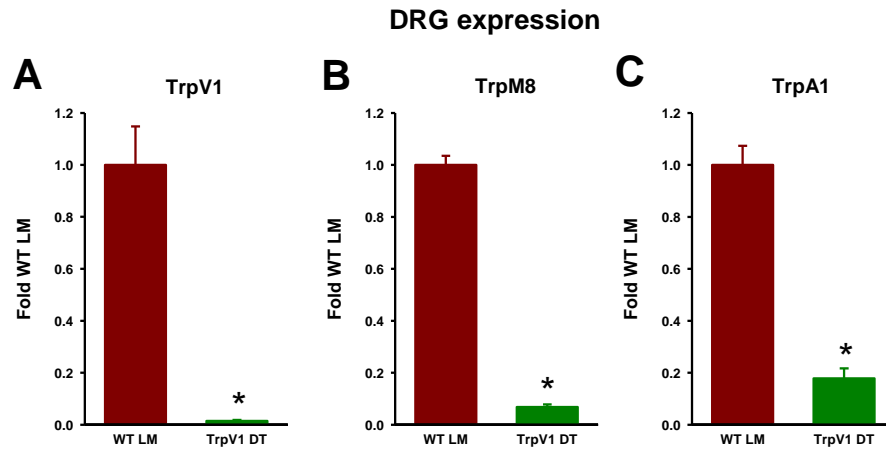 DRG expression
A
TrpV1
Fold WT LM
1.2
1.0
0.8
0.6
0.4
0.2
0.0
*
WT LM
TrpV1 DT
B
TrpM8
Fold WT LM
1.2
1.0
0.8
0.6
0.4
0.2
0.0
*
WT LM
TrpV1 DT
C
TrpA1
Fold WT LM
1.2
1.0
0.8
0.6
0.4
0.2
0.0
*
WT LM
TrpV1 DT